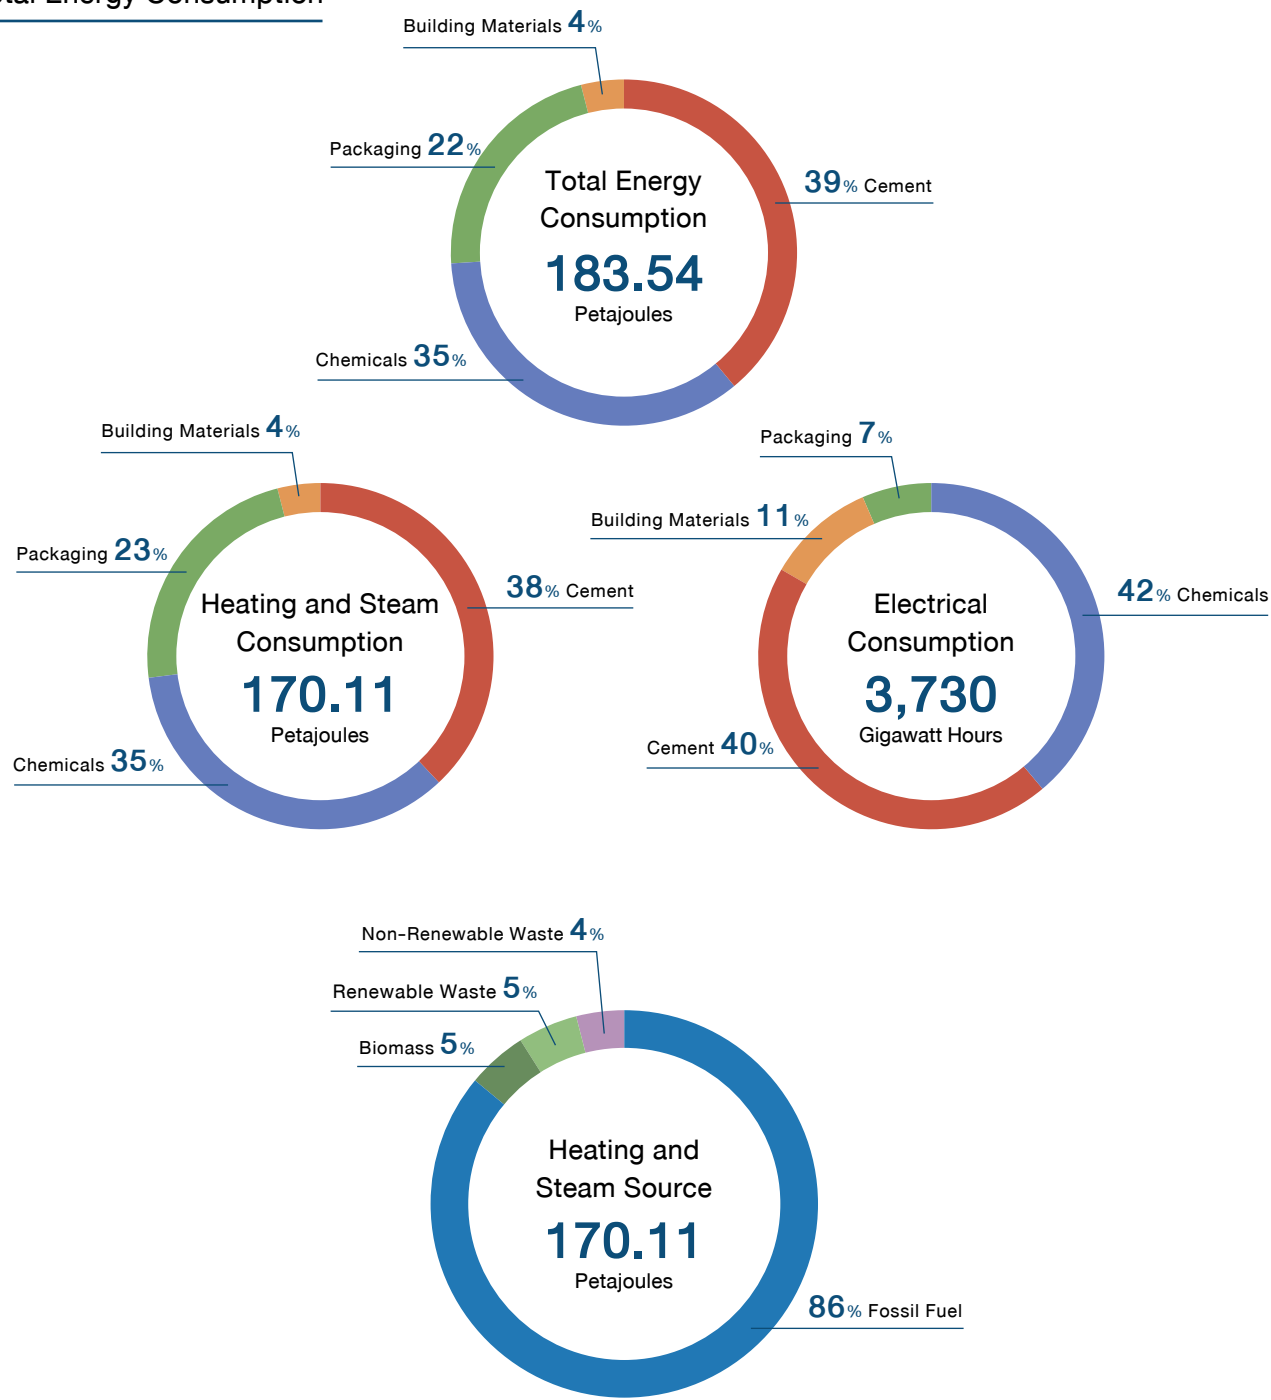 Energy Consumption
Building Materials 4%
Packaging 22%
Total Energy
Consumption
183.54
Petajoules
39% Cement
Chemicals 35%
Building Materials 4%
Packaging 23%
Heating and Steam
Consumption
170.11
Petajoules
38% Cement
Chemicals 35%
Packaging 7%
Building Materials 11%
Electrical
Consumption
3,730
Gigawatt Hours
42% Chemicals
Cement 40%
Non-Renewable Waste 4%
Renewable Waste 5%
Biomass 5%
Heating and
Steam Source
170.11
Petajoules
86% Fossil Fuel